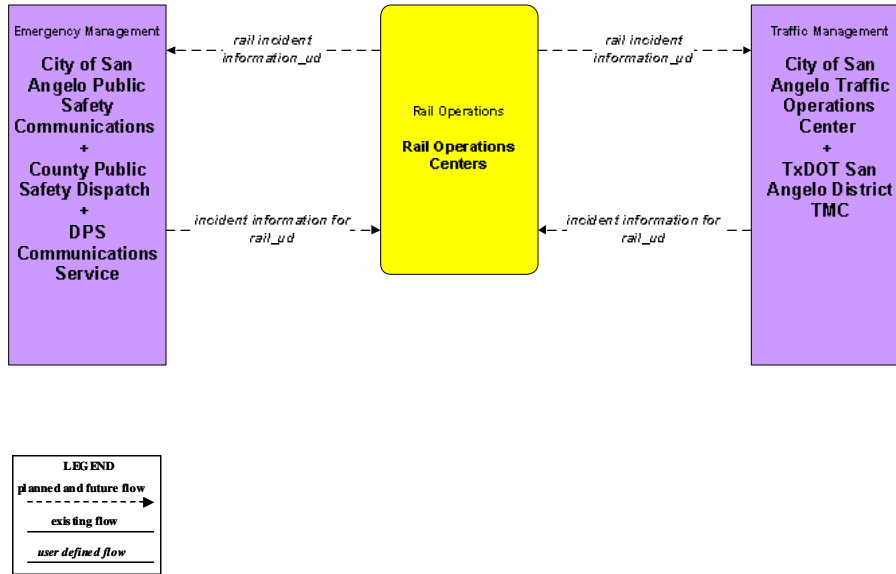 Emergency Management
City of San
Angelo Public
Safety
Communications
+
County Public
Safety Dispatch
+
DPS
Communications
Service
rail incident
information_ud
incident information for
rail_ud
Rail Operations
Rail Operations
Centers
rail incident
information_ud
incident information for
rail_ud
Traffic Management
City of San
Angelo Traffic
Operations
Center
+
TxDOT San
Angelo District
TMC
LEGEND
planned and future flow
existing flow
user defined flow